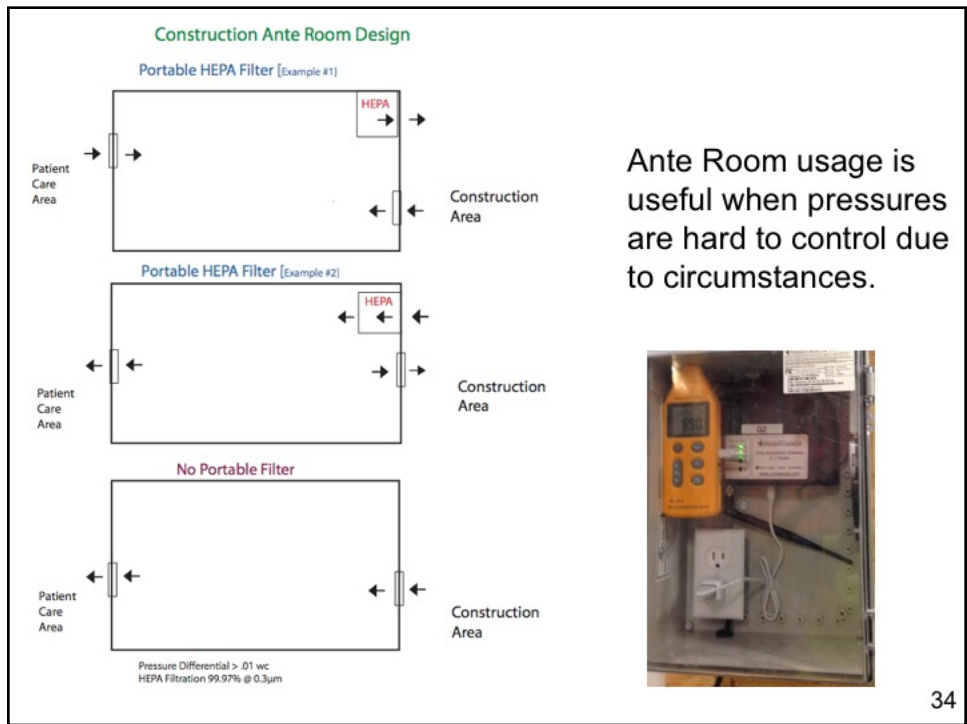 Construction Ante Room Design
Portable HEPA Filter [Example #1]
HEPA
Patient
Care
Area
Construction
Area
Portable HEPA Filter [Example #2]
HEPA
Patient
Care
Area
Construction
Area
No Portable Filter
Patient
Care
Area
Construction
Area
Pressure Differential > .01 wc
HEPA Filtration 99.97% @ 0.3µm
Ante Room usage is
useful when pressures
are hard to control due
to circumstances.
G2
34